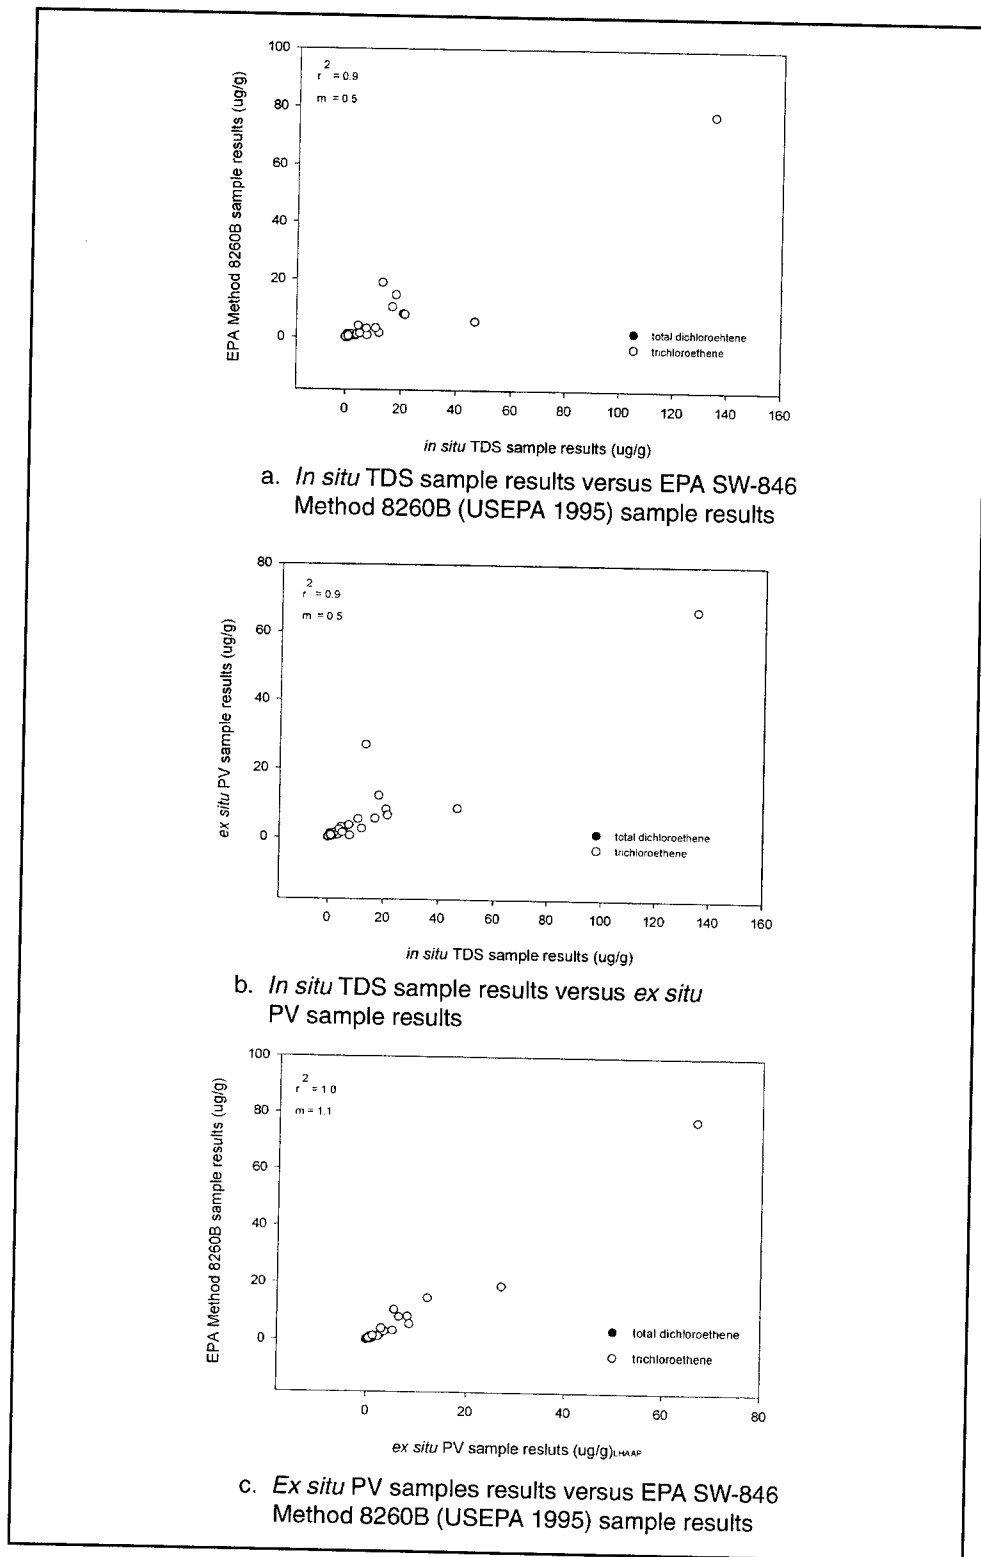 100
80
60
40
20
0
EPA Method 8260B sample results (ug/g)
r2 = 0.9
m = 0 5
total dichloroehtene
trichloroethene
0 20 40 60 80 100 120 140 160
in situ TDS sample results (ug/g)
a. In situ TDS sample results versus EPA SW-846
Method 8260B (USEPA 1995) sample results
80
60
40
20
0
ex situ PV sample results (ug/g)
r2 = 0.9
m = 0 5
total dichloroethene
trichloroethene
0 20 40 60 80 100 120 140 160
in situ TDS sample results (ug/g)
b. In situ TDS sample results versus ex situ
PV sample results
100
80
60
40
20
0
EPA Method 8260B sample results (ug/g)
r2 = 1 0
m = 1.1
total dichloroethene
trichloroethene
0 20 40 60 80
ex situ PV sample resluts (ug/g)LHAAP
c. Ex situ PV samples results versus EPA SW-846
Method 8260B (USEPA 1995) sample results